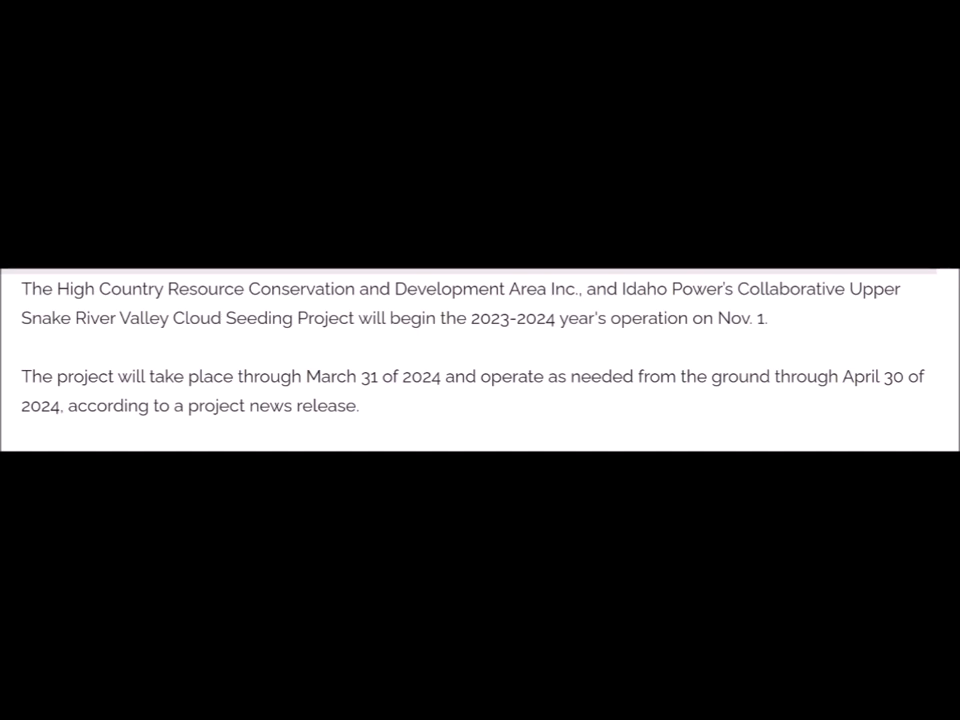 The High Country Resource Conservation and Development Area Inc., and Idaho Power's Collaborative Upper
Snake River Valley Cloud Seeding Project will begin the 2023-2024 year's operation on Nov. 1.
The project will take place through March 31 of 2024 and operate as needed from the ground through April 30 of
2024, according to a project news release.